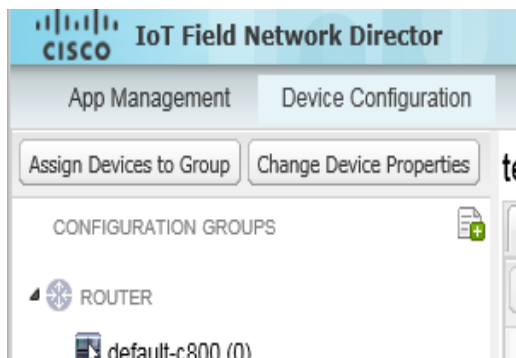 CISCO IoT Field Network Director
App Management Device Configuration
Assign Devices to Group Change Device Properties
CONFIGURATION GROUPS
ROUTER
default-c800 (0)